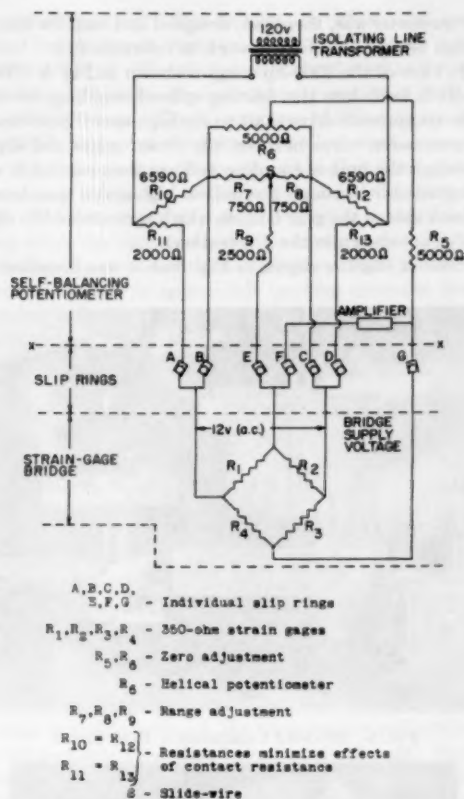 120v
ISOLATING LINE
TRANSFORMER
5000Ω
R6
6590Ω
S
6590Ω
R10
R7
R8
R12
750Ω
750Ω
R11
R9
R13
R5
2000Ω
2500Ω
2000Ω
5000Ω
SELF-BALANCING
POTENTIOMETER
AMPLIFIER
x
x
A
B
E
F
C
D
G
SLIP RINGS
12v (a.c.)
BRIDGE
SUPPLY
VOLTAGE
STRAIN-GAGE
BRIDGE
R1
R2
R4
R3
A,B,C,D,
E,F,G - Individual slip rings
R1,R2,R3,R4 - 350-ohm strain gages
R5,R6 - Zero adjustment
R6 - Helical potentiometer
R7,R8,R9 - Range adjustment
R10 = R12
- Resistances minimize effects
R11 = R13
of contact resistance
S - Slide-wire